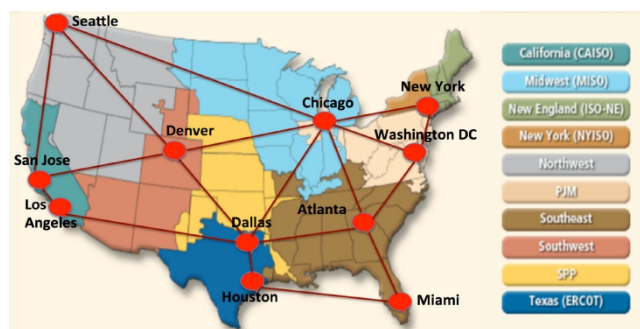 Seattle
New York
Chicago
Denver
Washington DC
San Jose
Los
Angeles
Dallas
Atlanta
Houston
Miami
California (CAISO)
Midwest (MISO)
New England (ISO-NE)
New York (NYISO)
Northwest
PJM
Southeast
Southwest
SPP
Texas (ERCOT)